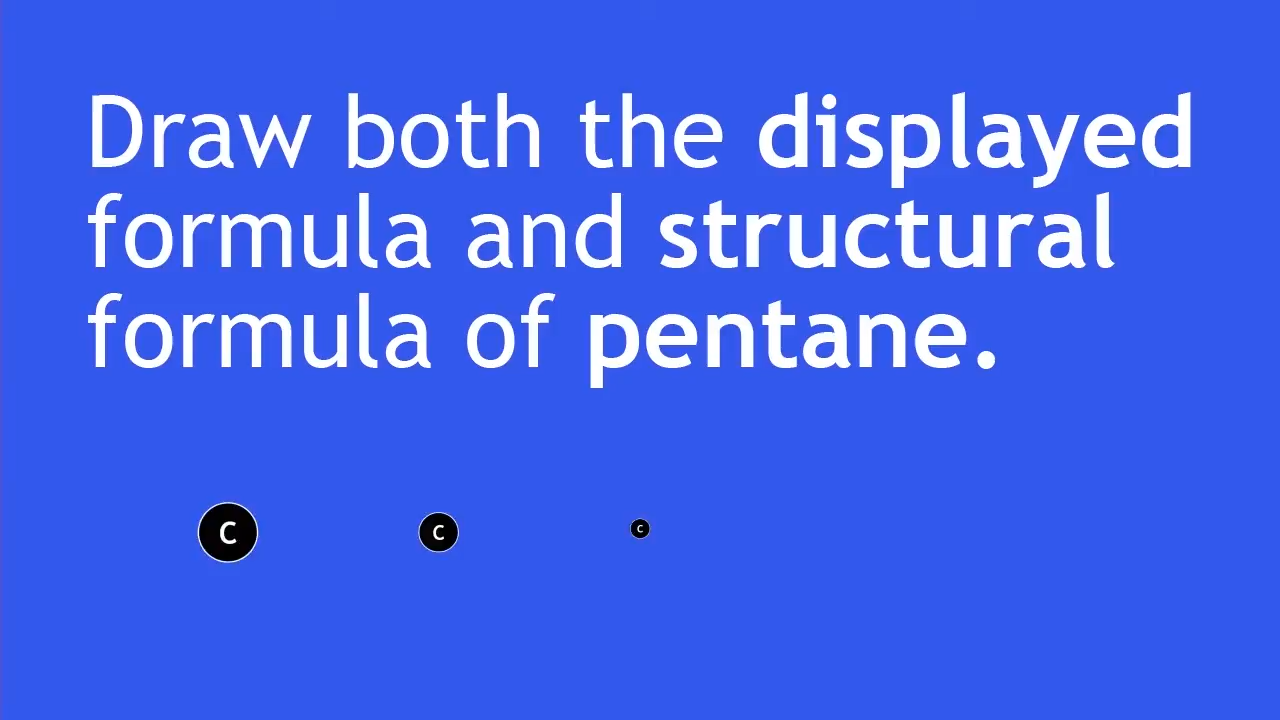 Draw both the displayed
formula and structural
formula of pentane.
C C C